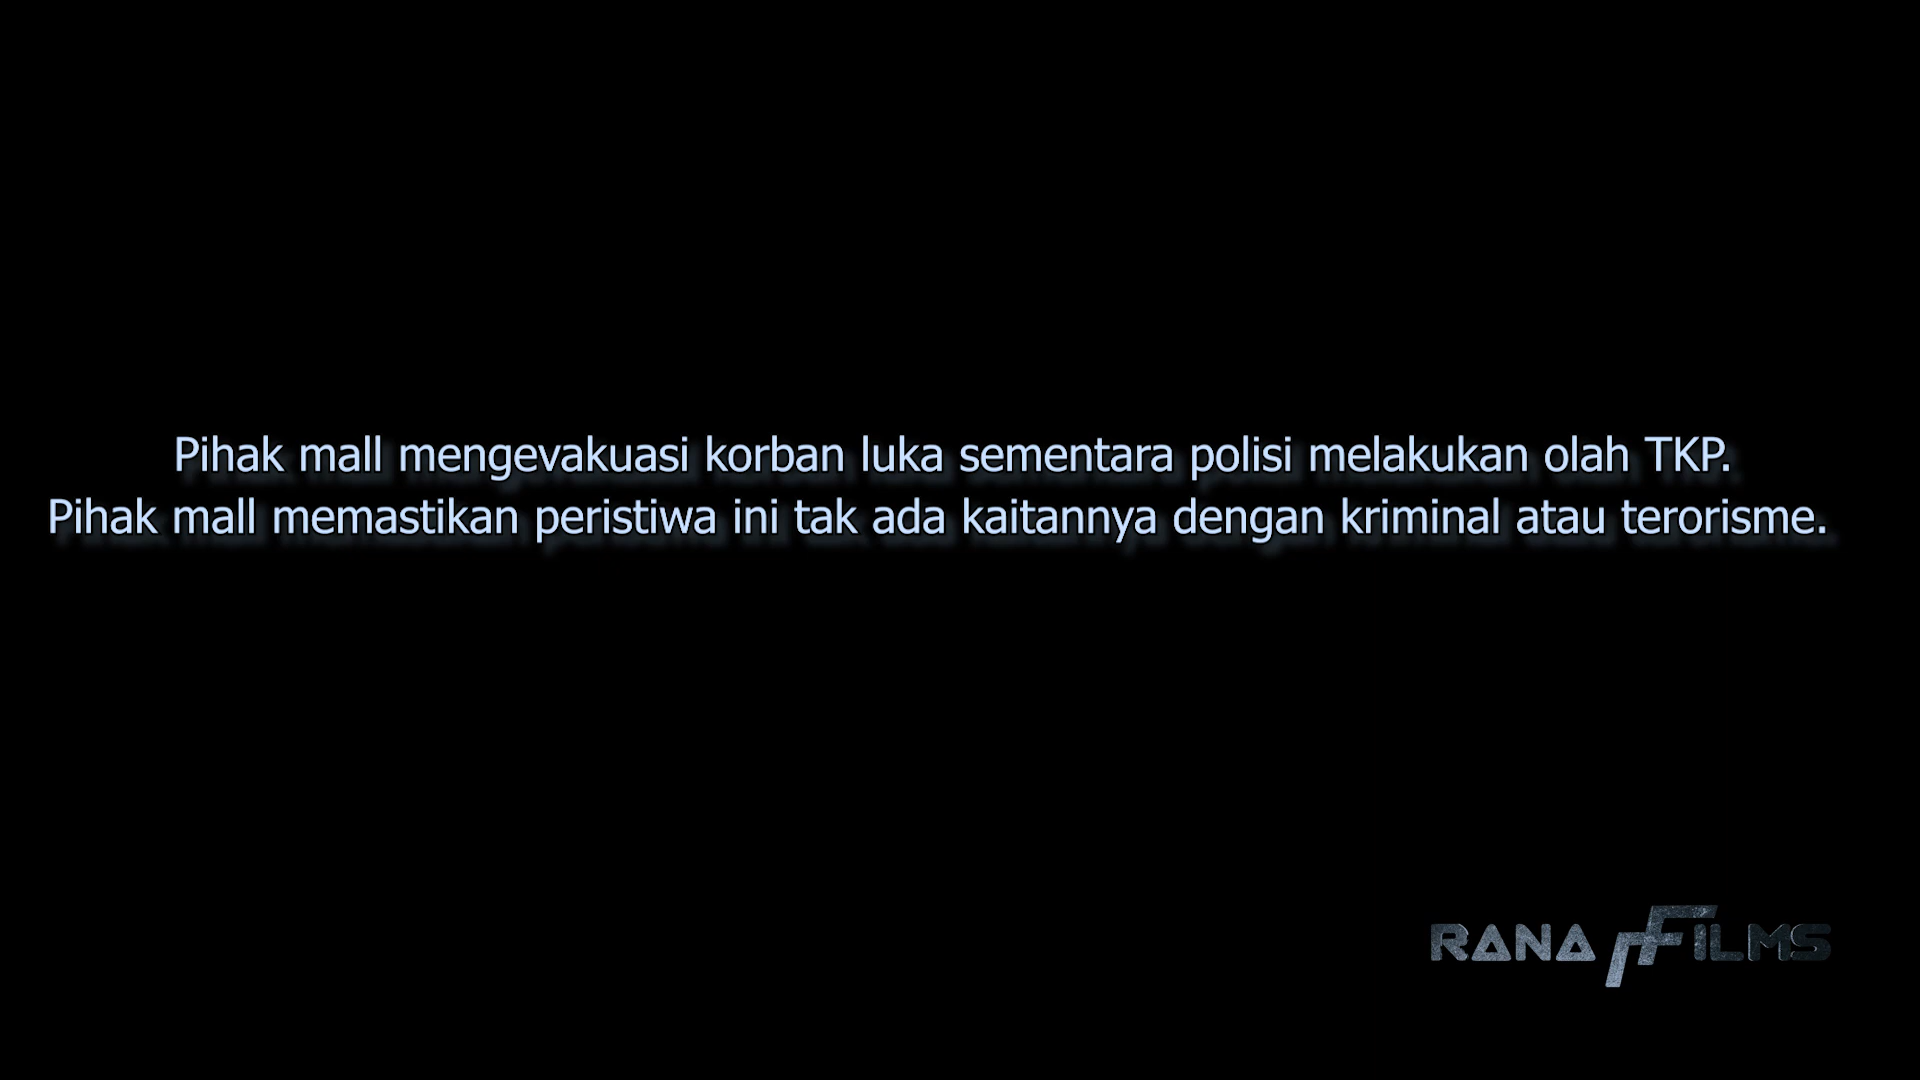 Pihak mall mengevakuasi korban luka sementara polisi melakukan olah TKP.
Pihak mall memastikan peristiwa ini tak ada kaitannya dengan kriminal atau terorisme.
RANA FILMS